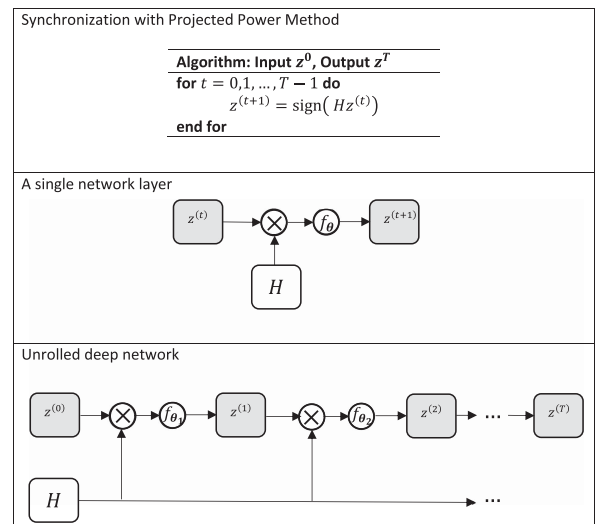 Synchronization with Projected Power Method
Algorithm: Input z⁰, Output zᵀ
for t = 0,1, … , T − 1 do
z⁽ᵗ⁺¹⁾ = sign( Hz⁽ᵗ⁾)
end for
A single network layer
z⁽ᵗ⁾ × f_θ z⁽ᵗ⁺¹⁾
H
Unrolled deep network
z⁽⁰⁾ × f_θ₁ z⁽¹⁾ × f_θ₂ z⁽²⁾ … z⁽ᵀ⁾
H …